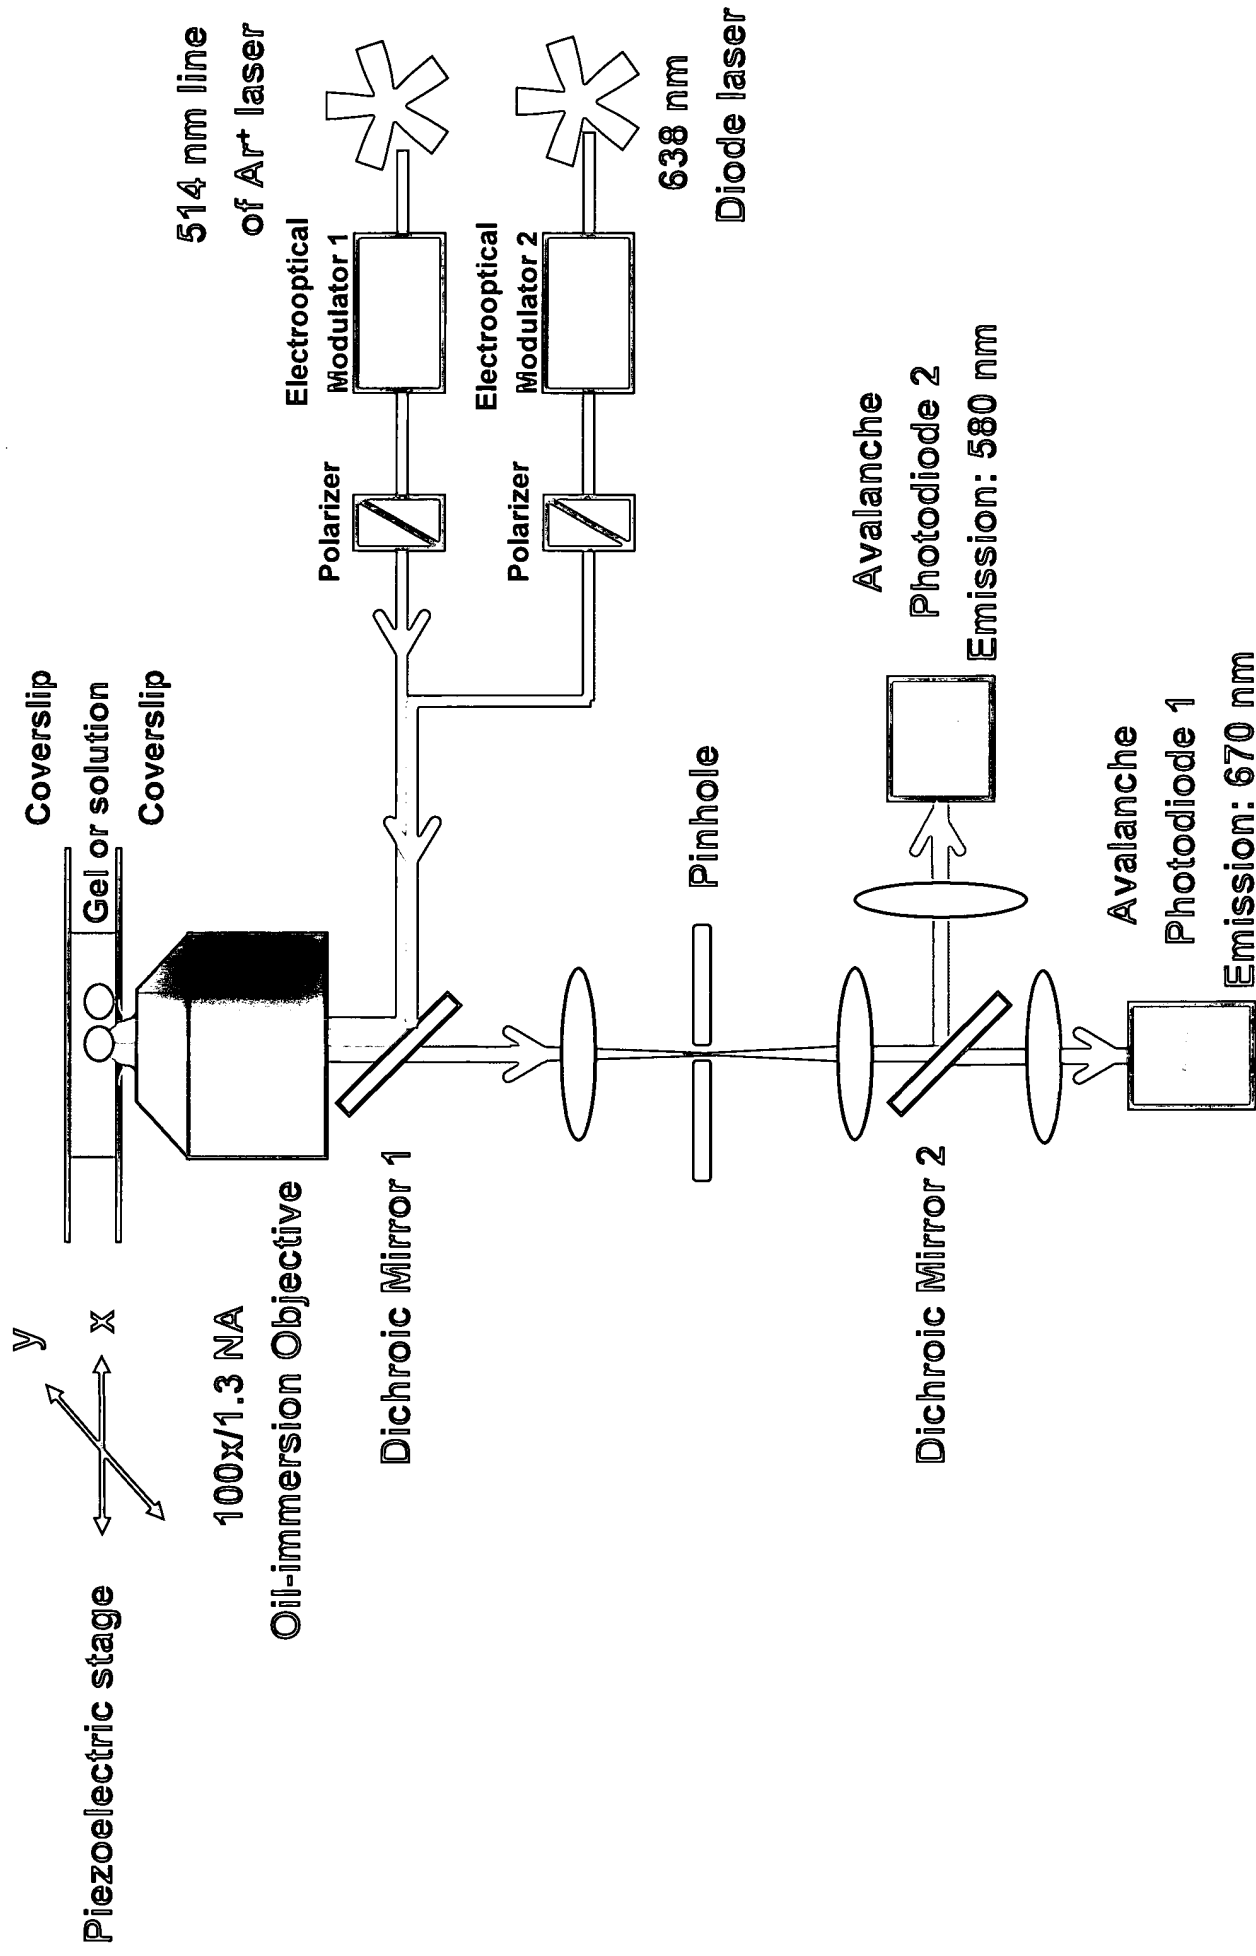 Piezoelectric stage
y
x
Coverslip
Gel or solution
Coverslip
514 nm line
of Ar⁺ laser
100x/1.3 NA
Oil-immersion Objective
Electrooptical
Modulator 1
Polarizer
Dichroic Mirror 1
Electrooptical
Modulator 2
Polarizer
638 nm
Diode laser
Pinhole
Avalanche
Photodiode 2
Emission: 580 nm
Dichroic Mirror 2
Avalanche
Photodiode 1
Emission: 670 nm